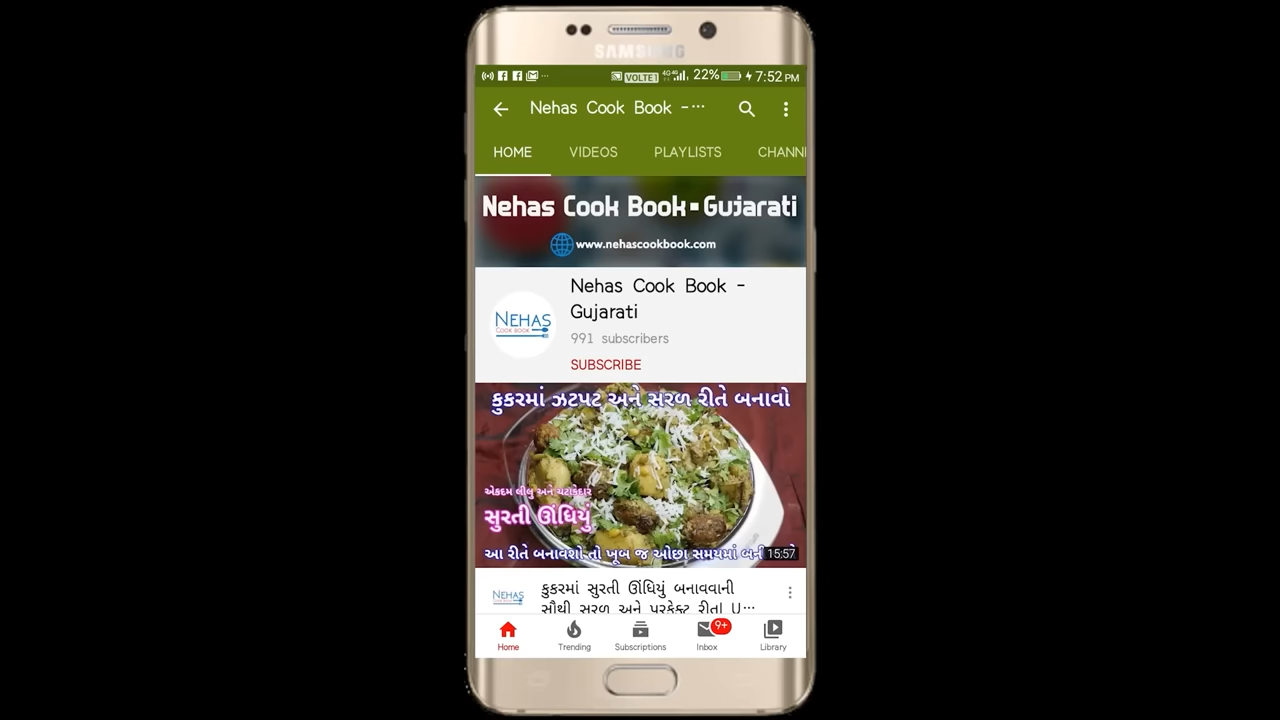 SAMSUNG
VOLTE1 4G 4G 22% 7:52 PM
Nehas Cook Book -...
HOME VIDEOS PLAYLISTS CHANNI
Nehas Cook Book-Gujarati
www.nehascookbook.com
Nehas Cook Book -
Gujarati
991 subscribers
SUBSCRIBE
NEHAS
COOK BOOK
કુકરમાં ઝટપટ અને સરળ રીતે બનાવો
એકદમ લીલુ અને ચટાકેદાર
સુરતી ઊંધિયું
આ રીતે બનાવશો તો ખૂબ જ ઓછા સમયમાં બની
15:57
NEHAS
કુકરમાં સુરતી ઊંધિયું બનાવવાની
સૌથી સરળ અને પરફેક્ટ રીત| U...
9+
Home Trending Subscriptions Inbox Library